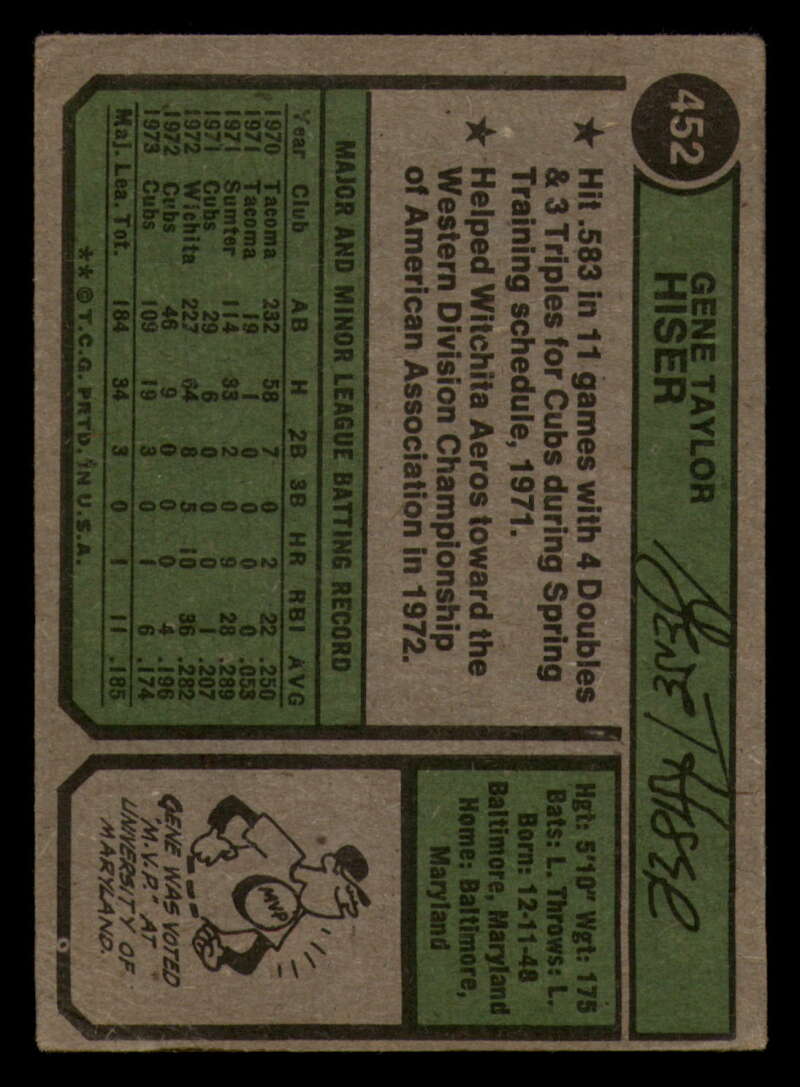 452
GENE TAYLOR
HISER
Gene T Hiser
★ Hit .583 in 11 games with 4 Doubles
& 3 Triples for Cubs during Spring
Training schedule, 1971.
★ Helped Witchita Aeros toward the
Western Division Championship
of American Association in 1972.
MAJOR AND MINOR LEAGUE BATTING RECORD
Year Club AB H 2B 3B HR RBI AVG
1970 Tacoma 232 58 7 0 2 22 .250
1971 Tacoma 19 1 0 0 0 0 .053
1971 Sumter 114 33 2 0 9 28 .289
1971 Cubs 29 6 0 0 0 1 .207
1972 Wichita 227 64 8 5 10 36 .282
1972 Cubs 46 9 0 0 0 4 .196
1973 Cubs 109 19 3 0 1 6 .174
Maj. Lea. Tot. 184 34 3 0 1 11 .185
** © T.C.G. PRTD. IN U.S.A.
Hgt: 5'10" Wgt: 175
Bats: L. Throws: L.
Born: 12-11-48
Baltimore, Maryland
Home: Baltimore,
Maryland
MVP
GENE WAS VOTED
"M.V.P." AT
UNIVERSITY OF
MARYLAND.